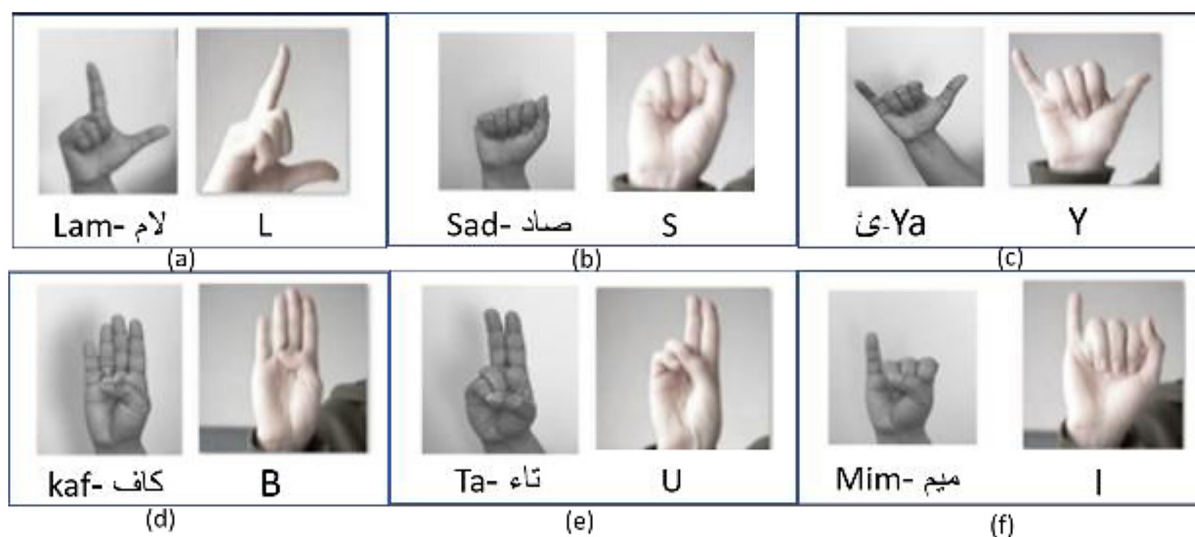 Lam- لام L
Sad- صاد S
ئ-Ya Y
(a)
(b)
(c)
kaf- كاف B
Ta- تاء U
Mim- ميم I
(d)
(e)
(f)